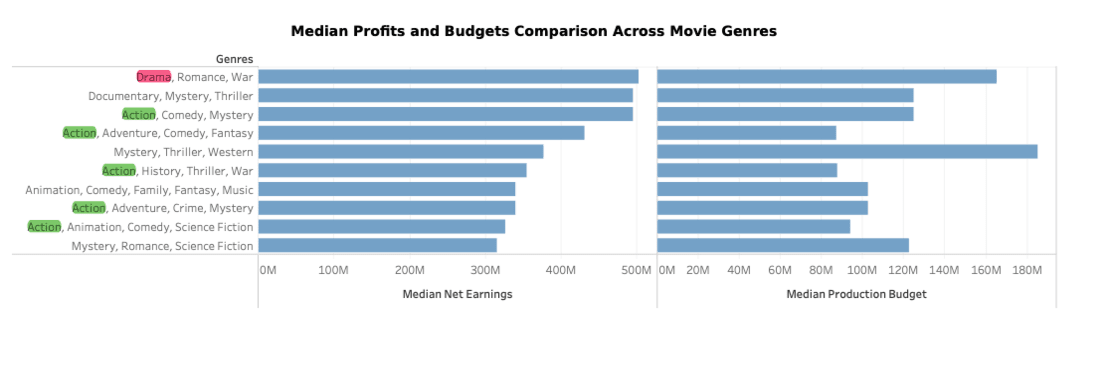 Median Profits and Budgets Comparison Across Movie Genres
Genres
Drama, Romance, War
Documentary, Mystery, Thriller
Action, Comedy, Mystery
Action, Adventure, Comedy, Fantasy
Mystery, Thriller, Western
Action, History, Thriller, War
Animation, Comedy, Family, Fantasy, Music
Action, Adventure, Crime, Mystery
Action, Animation, Comedy, Science Fiction
Mystery, Romance, Science Fiction
0M 100M 200M 300M 400M 500M 0M 20M 40M 60M 80M 100M 120M 140M 160M 180M
Median Net Earnings Median Production Budget